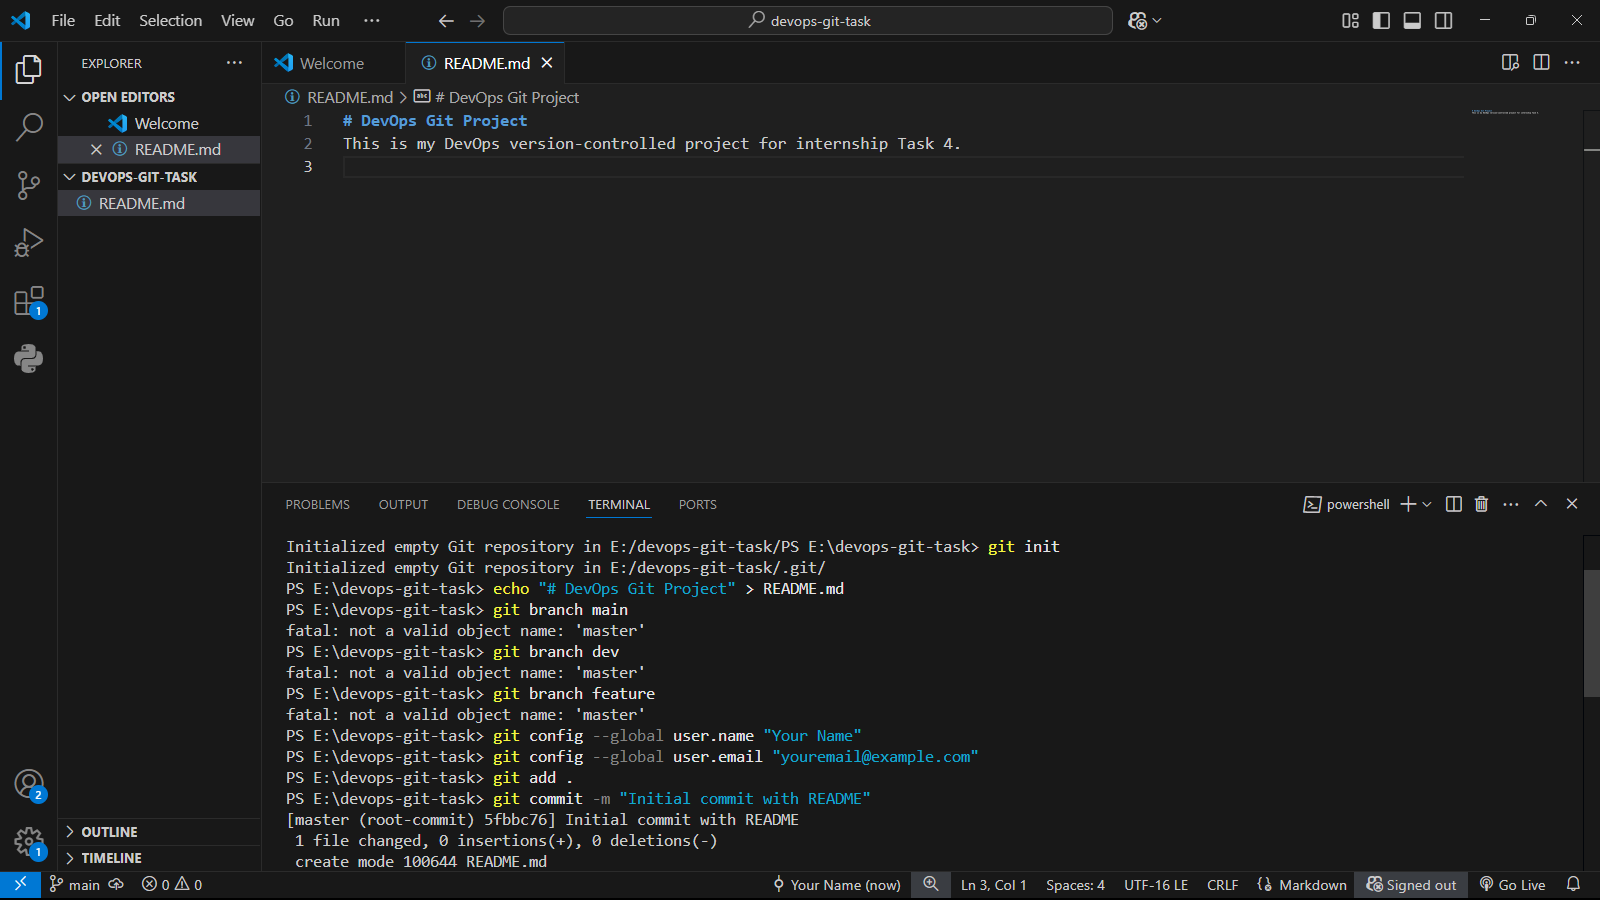 File Edit Selection View Go Run ···
devops-git-task
EXPLORER ···
OPEN EDITORS
Welcome
README.md
DEVOPS-GIT-TASK
README.md
OUTLINE
TIMELINE
1
2
1
Welcome README.md
README.md > # DevOps Git Project
1 # DevOps Git Project
2 This is my DevOps version-controlled project for internship Task 4.
3
PROBLEMS OUTPUT DEBUG CONSOLE TERMINAL PORTS powershell
Initialized empty Git repository in E:/devops-git-task/PS E:\devops-git-task> git init
Initialized empty Git repository in E:/devops-git-task/.git/
PS E:\devops-git-task> echo "# DevOps Git Project" > README.md
PS E:\devops-git-task> git branch main
fatal: not a valid object name: 'master'
PS E:\devops-git-task> git branch dev
fatal: not a valid object name: 'master'
PS E:\devops-git-task> git branch feature
fatal: not a valid object name: 'master'
PS E:\devops-git-task> git config --global user.name "Your Name"
PS E:\devops-git-task> git config --global user.email "youremail@example.com"
PS E:\devops-git-task> git add .
PS E:\devops-git-task> git commit -m "Initial commit with README"
[master (root-commit) 5fbbc76] Initial commit with README
1 file changed, 0 insertions(+), 0 deletions(-)
create mode 100644 README.md
main 0 0 Your Name (now) Ln 3, Col 1 Spaces: 4 UTF-16 LE CRLF {} Markdown Signed out Go Live